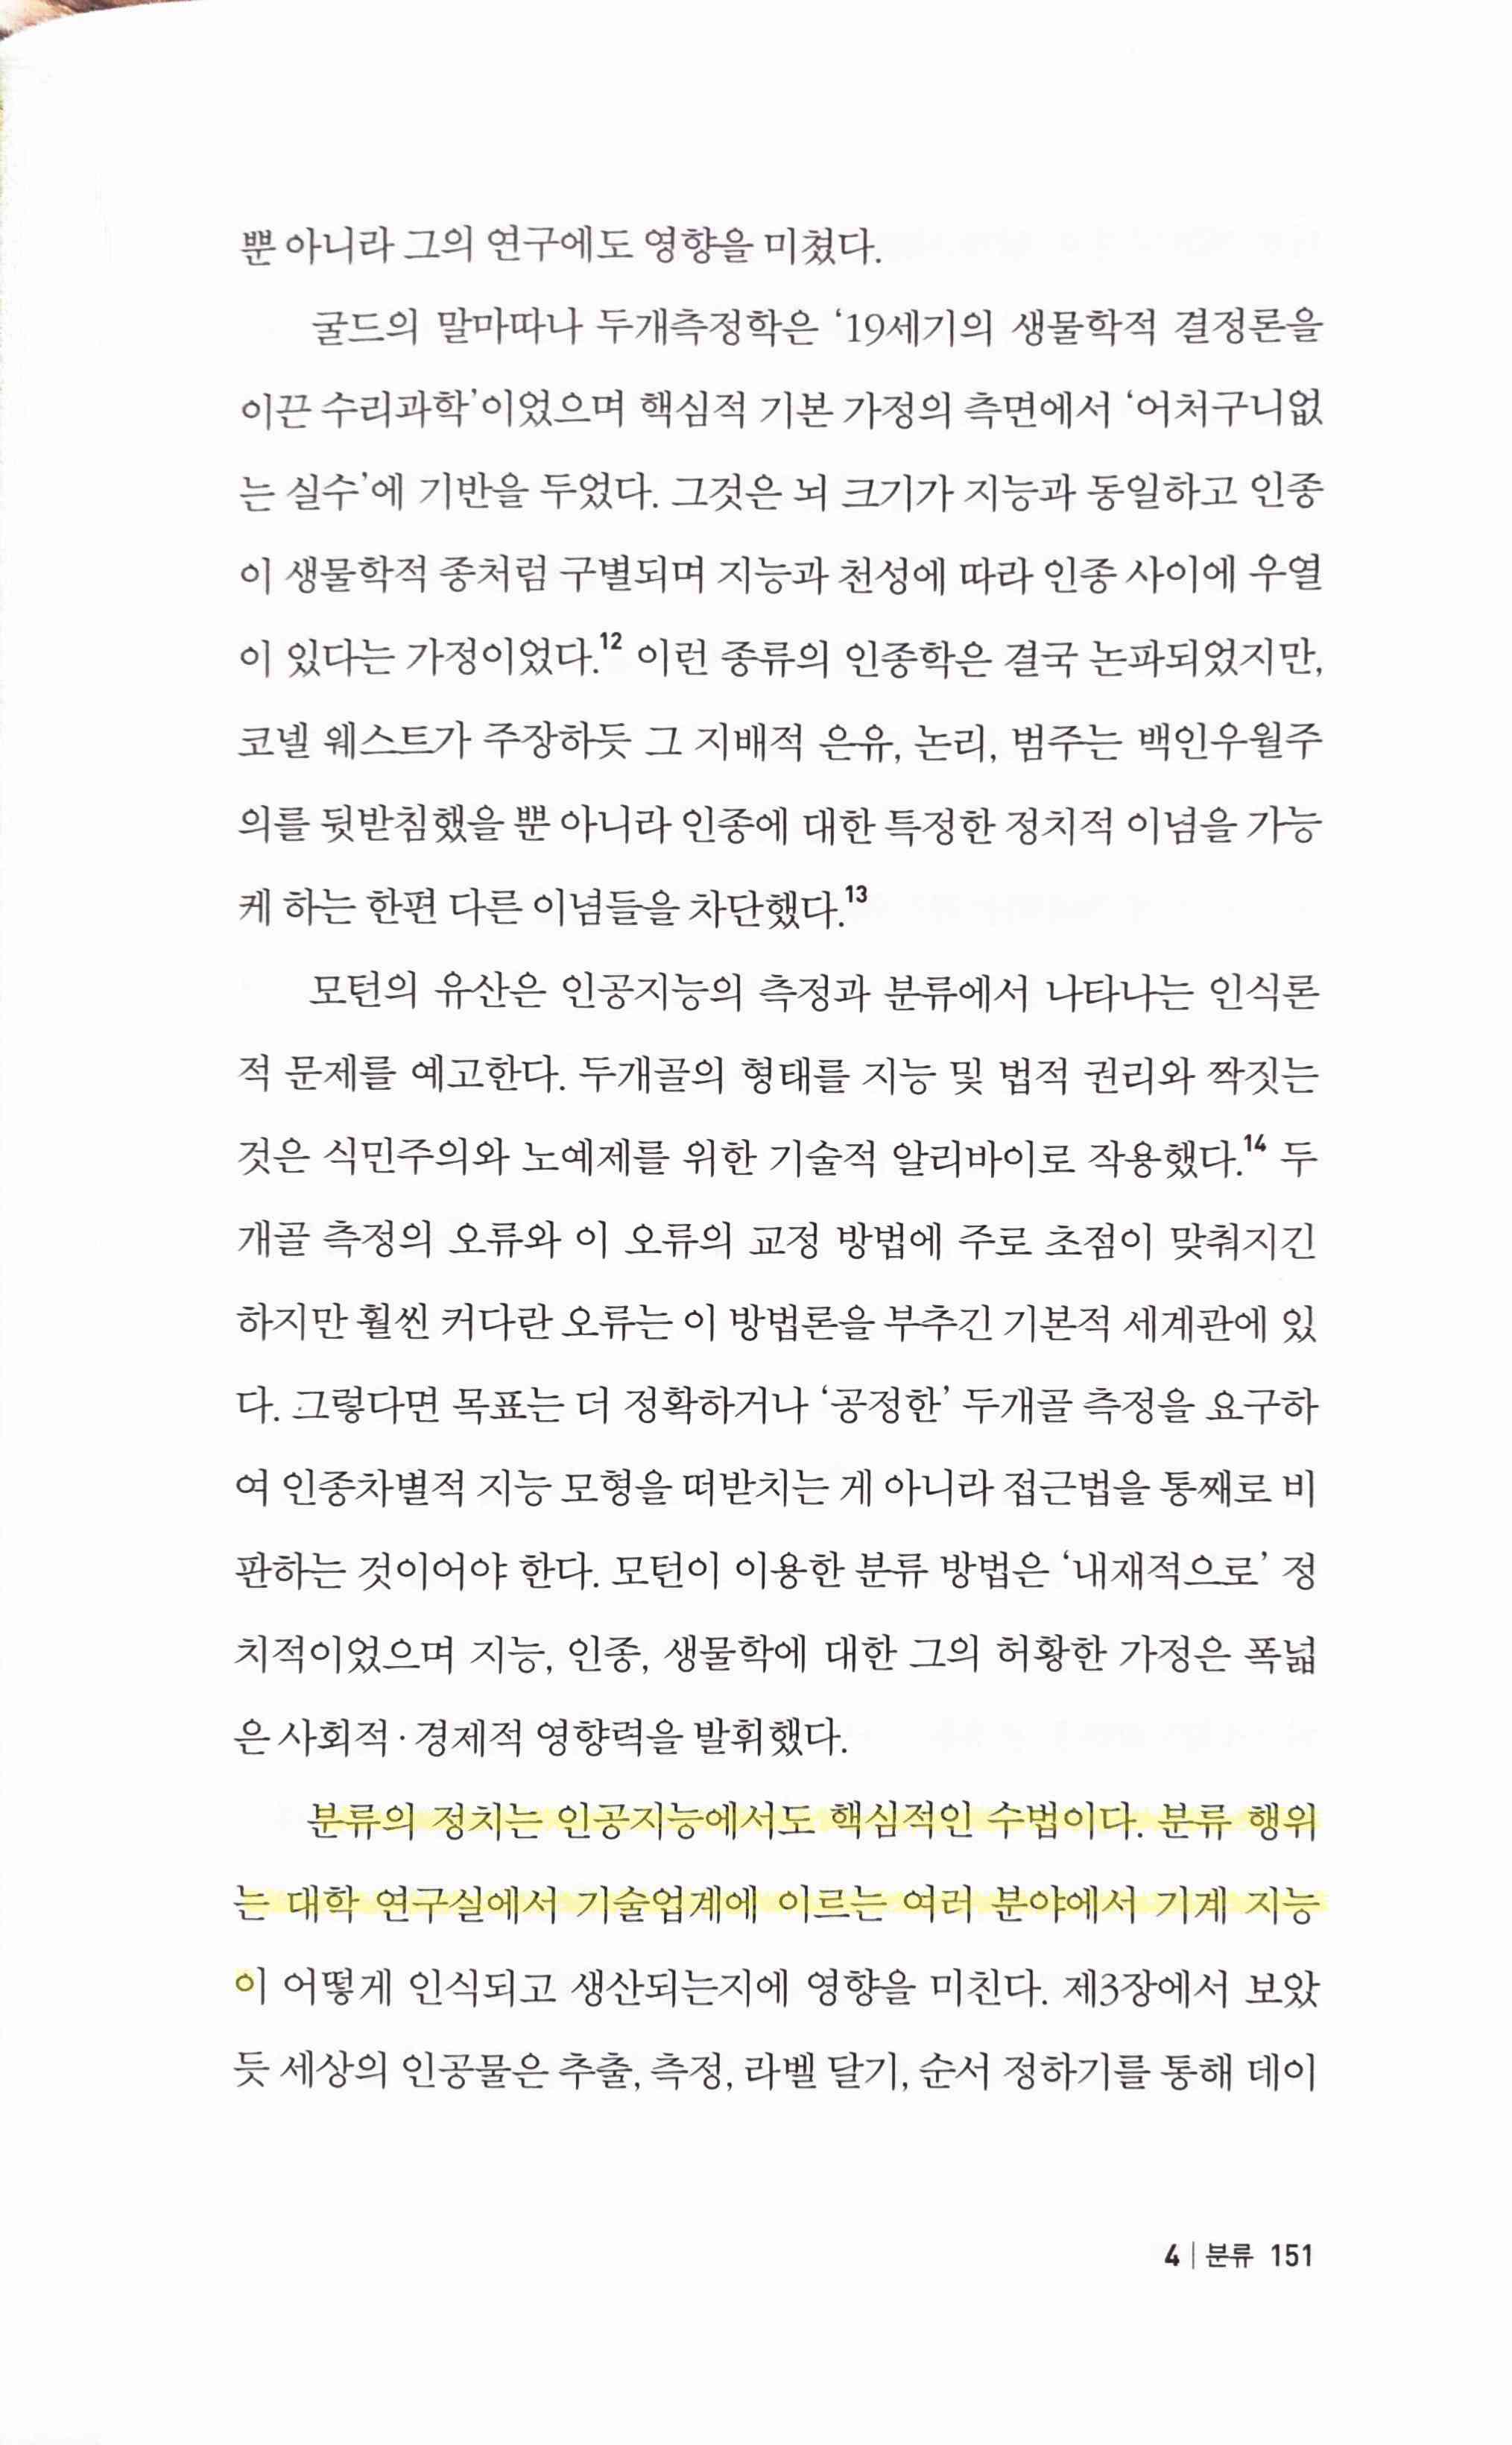 뿐 아니라 그의 연구에도 영향을 미쳤다.
굴드의 말마따나 두개측정학은 ‘19세기의 생물학적 결정론을
이끈 수리과학’이었으며 핵심적 기본 가정의 측면에서 ‘어처구니없
는 실수’에 기반을 두었다. 그것은 뇌 크기가 지능과 동일하고 인종
이 생물학적 종처럼 구별되며 지능과 천성에 따라 인종 사이에 우열
이 있다는 가정이었다.12 이런 종류의 인종학은 결국 논파되었지만,
코넬 웨스트가 주장하듯 그 지배적 은유, 논리, 범주는 백인우월주
의를 뒷받침했을 뿐 아니라 인종에 대한 특정한 정치적 이념을 가능
케 하는 한편 다른 이념들을 차단했다.13
모턴의 유산은 인공지능의 측정과 분류에서 나타나는 인식론
적 문제를 예고한다. 두개골의 형태를 지능 및 법적 권리와 짝짓는
것은 식민주의와 노예제를 위한 기술적 알리바이로 작용했다.14 두
개골 측정의 오류와 이 오류의 교정 방법에 주로 초점이 맞춰지긴
하지만 훨씬 커다란 오류는 이 방법론을 부추긴 기본적 세계관에 있
다. 그렇다면 목표는 더 정확하거나 ‘공정한’ 두개골 측정을 요구하
여 인종차별적 지능 모형을 떠받치는 게 아니라 접근법을 통째로 비
판하는 것이어야 한다. 모턴이 이용한 분류 방법은 ‘내재적으로’ 정
치적이었으며 지능, 인종, 생물학에 대한 그의 허황한 가정은 폭넓
은 사회적·경제적 영향력을 발휘했다.
분류의 정치는 인공지능에서도 핵심적인 수법이다. 분류 행위
는 대학 연구실에서 기술업계에 이르는 여러 분야에서 기계 지능
이 어떻게 인식되고 생산되는지에 영향을 미친다. 제3장에서 보았
듯 세상의 인공물은 추출, 측정, 라벨 달기, 순서 정하기를 통해 데이
4 | 분류 151